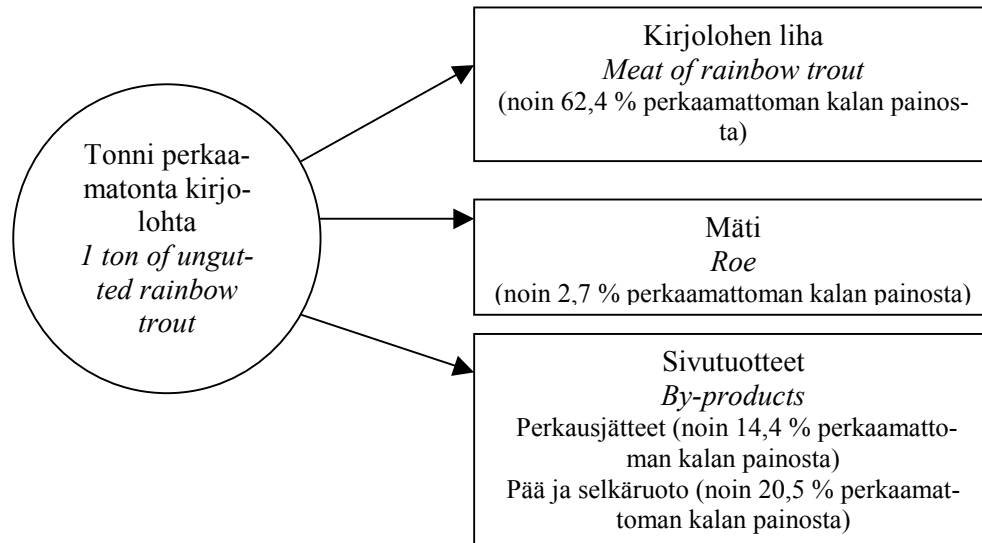 Tonni perkaa-
matonta kirjo-
lohta
1 ton of ungut-
ted rainbow
trout
Kirjolohen liha
Meat of rainbow trout
(noin 62,4 % perkaamattoman kalan painos-
ta)
Mäti
Roe
(noin 2,7 % perkaamattoman kalan painosta)
Sivutuotteet
By-products
Perkausjätteet (noin 14,4 % perkaamatto-
man kalan painosta)
Pää ja selkäruoto (noin 20,5 % perkaamat-
toman kalan painosta)